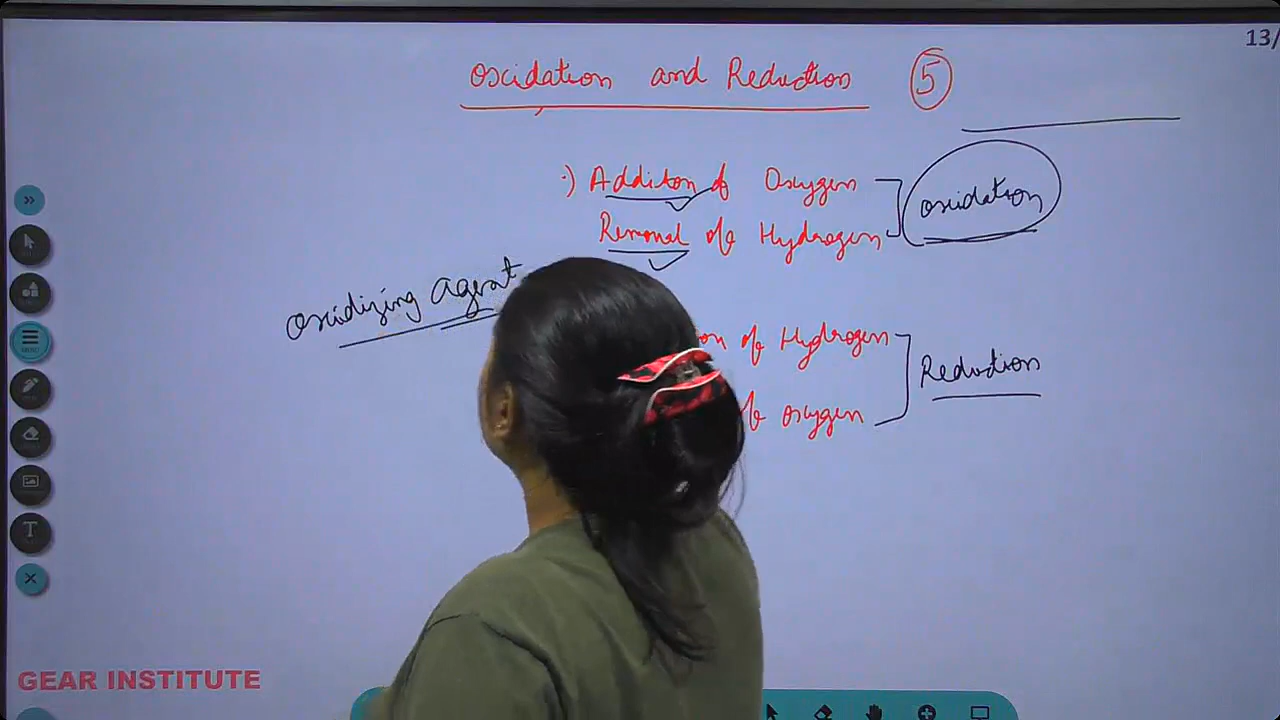 13/
Oxidation and Reduction 5
·) Additon of Oxygen
Removal of Hydrogen
oxidation
oxidizing agent
of Hydrogen
oxygen
Reduction
MENU
T
GEAR INSTITUTE